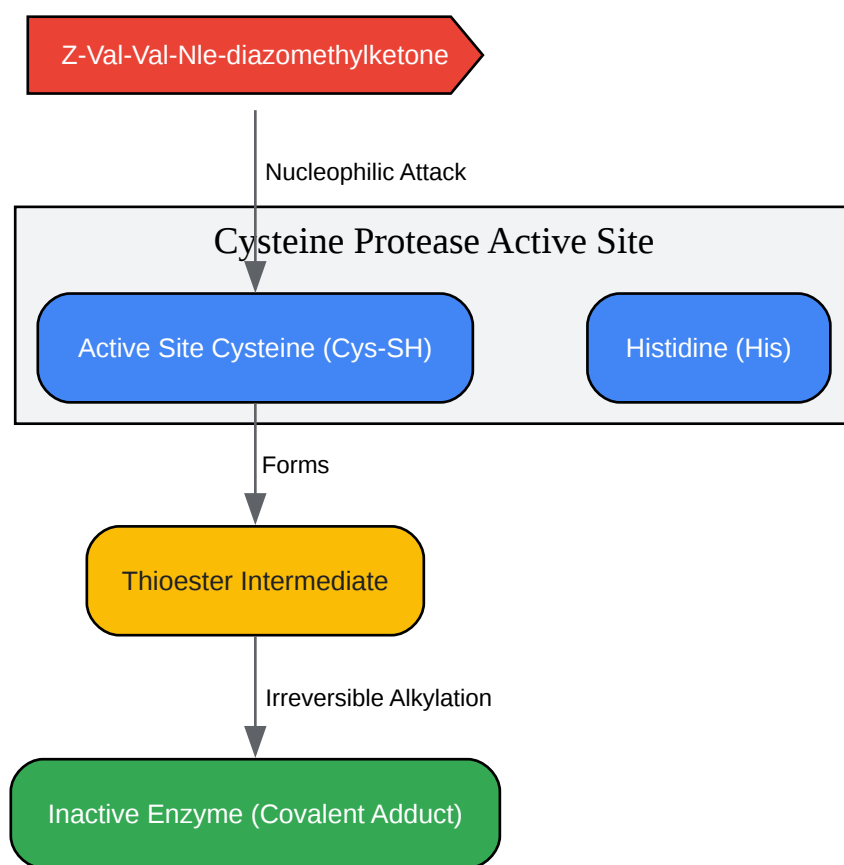 Z-Val-Val-Nle-diazomethylketone
Nucleophilic Attack
Cysteine Protease Active Site
Active Site Cysteine (Cys-SH)
Histidine (His)
Forms
Thioester Intermediate
Irreversible Alkylation
Inactive Enzyme (Covalent Adduct)